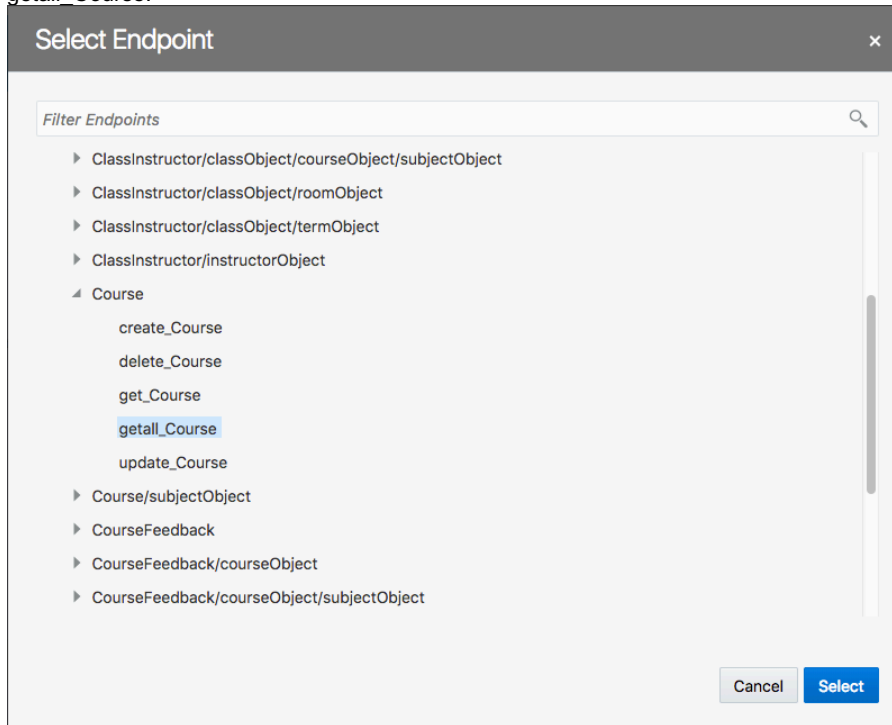 getall_Course.
Select Endpoint
Filter Endpoints
ClassInstructor/classObject/courseObject/subjectObject
ClassInstructor/classObject/roomObject
ClassInstructor/classObject/termObject
ClassInstructor/instructorObject
Course
create_Course
delete_Course
get_Course
getall_Course
update_Course
Course/subjectObject
CourseFeedback
CourseFeedback/courseObject
CourseFeedback/courseObject/subjectObject
Cancel Select